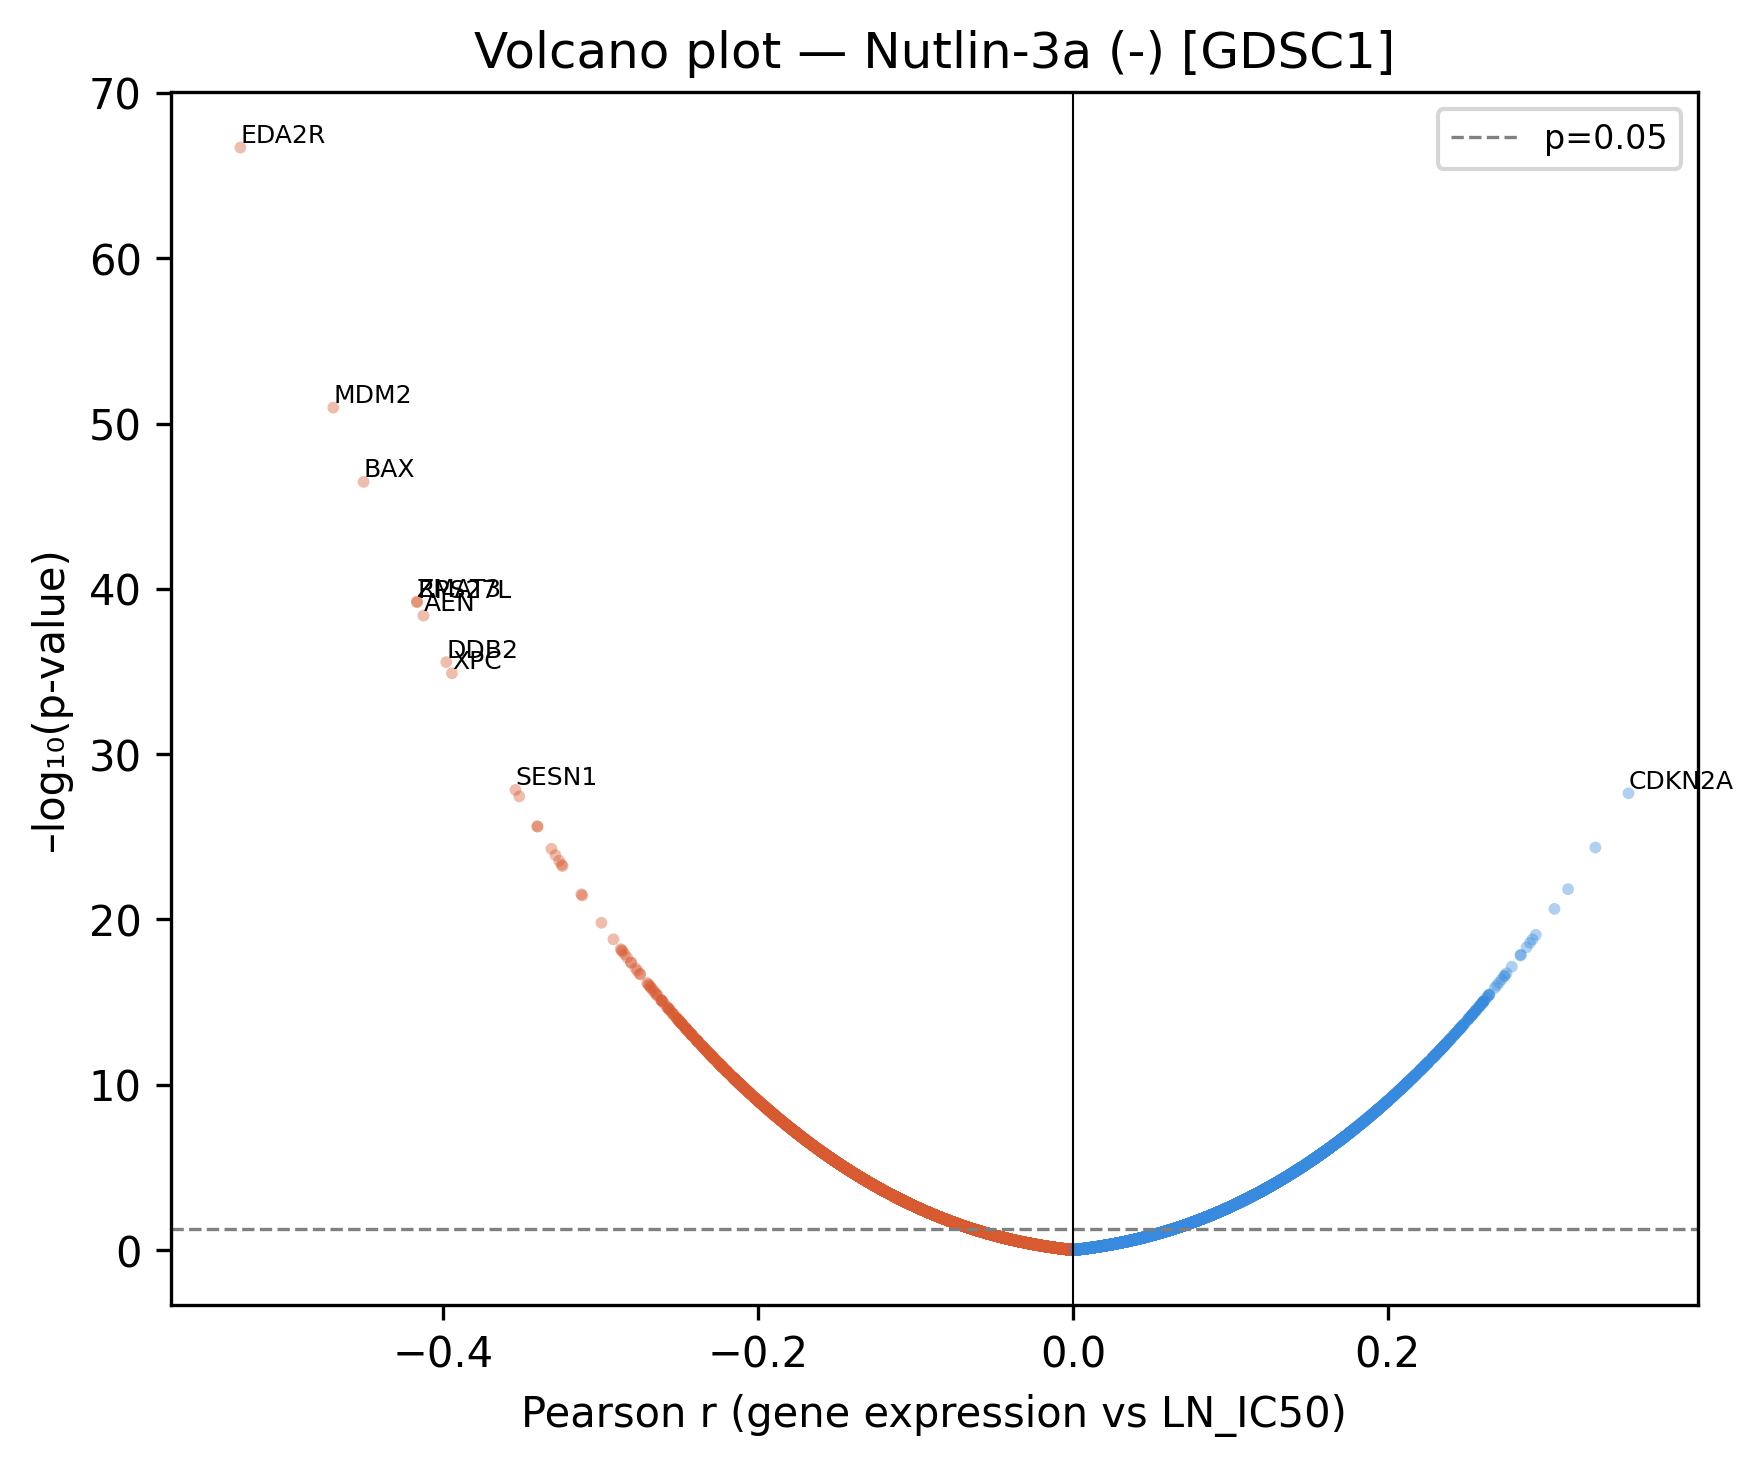 Volcano plot — Nutlin-3a (-) [GDSC1]
p=0.05
70
60
50
40
30
20
10
0
EDA2R
MDM2
BAX
ZMAT3
RPS27L
AEN
DDB2
XPC
SESN1
CDKN2A
−0.4
−0.2
0.0
0.2
–log₁₀(p-value)
Pearson r (gene expression vs LN_IC50)